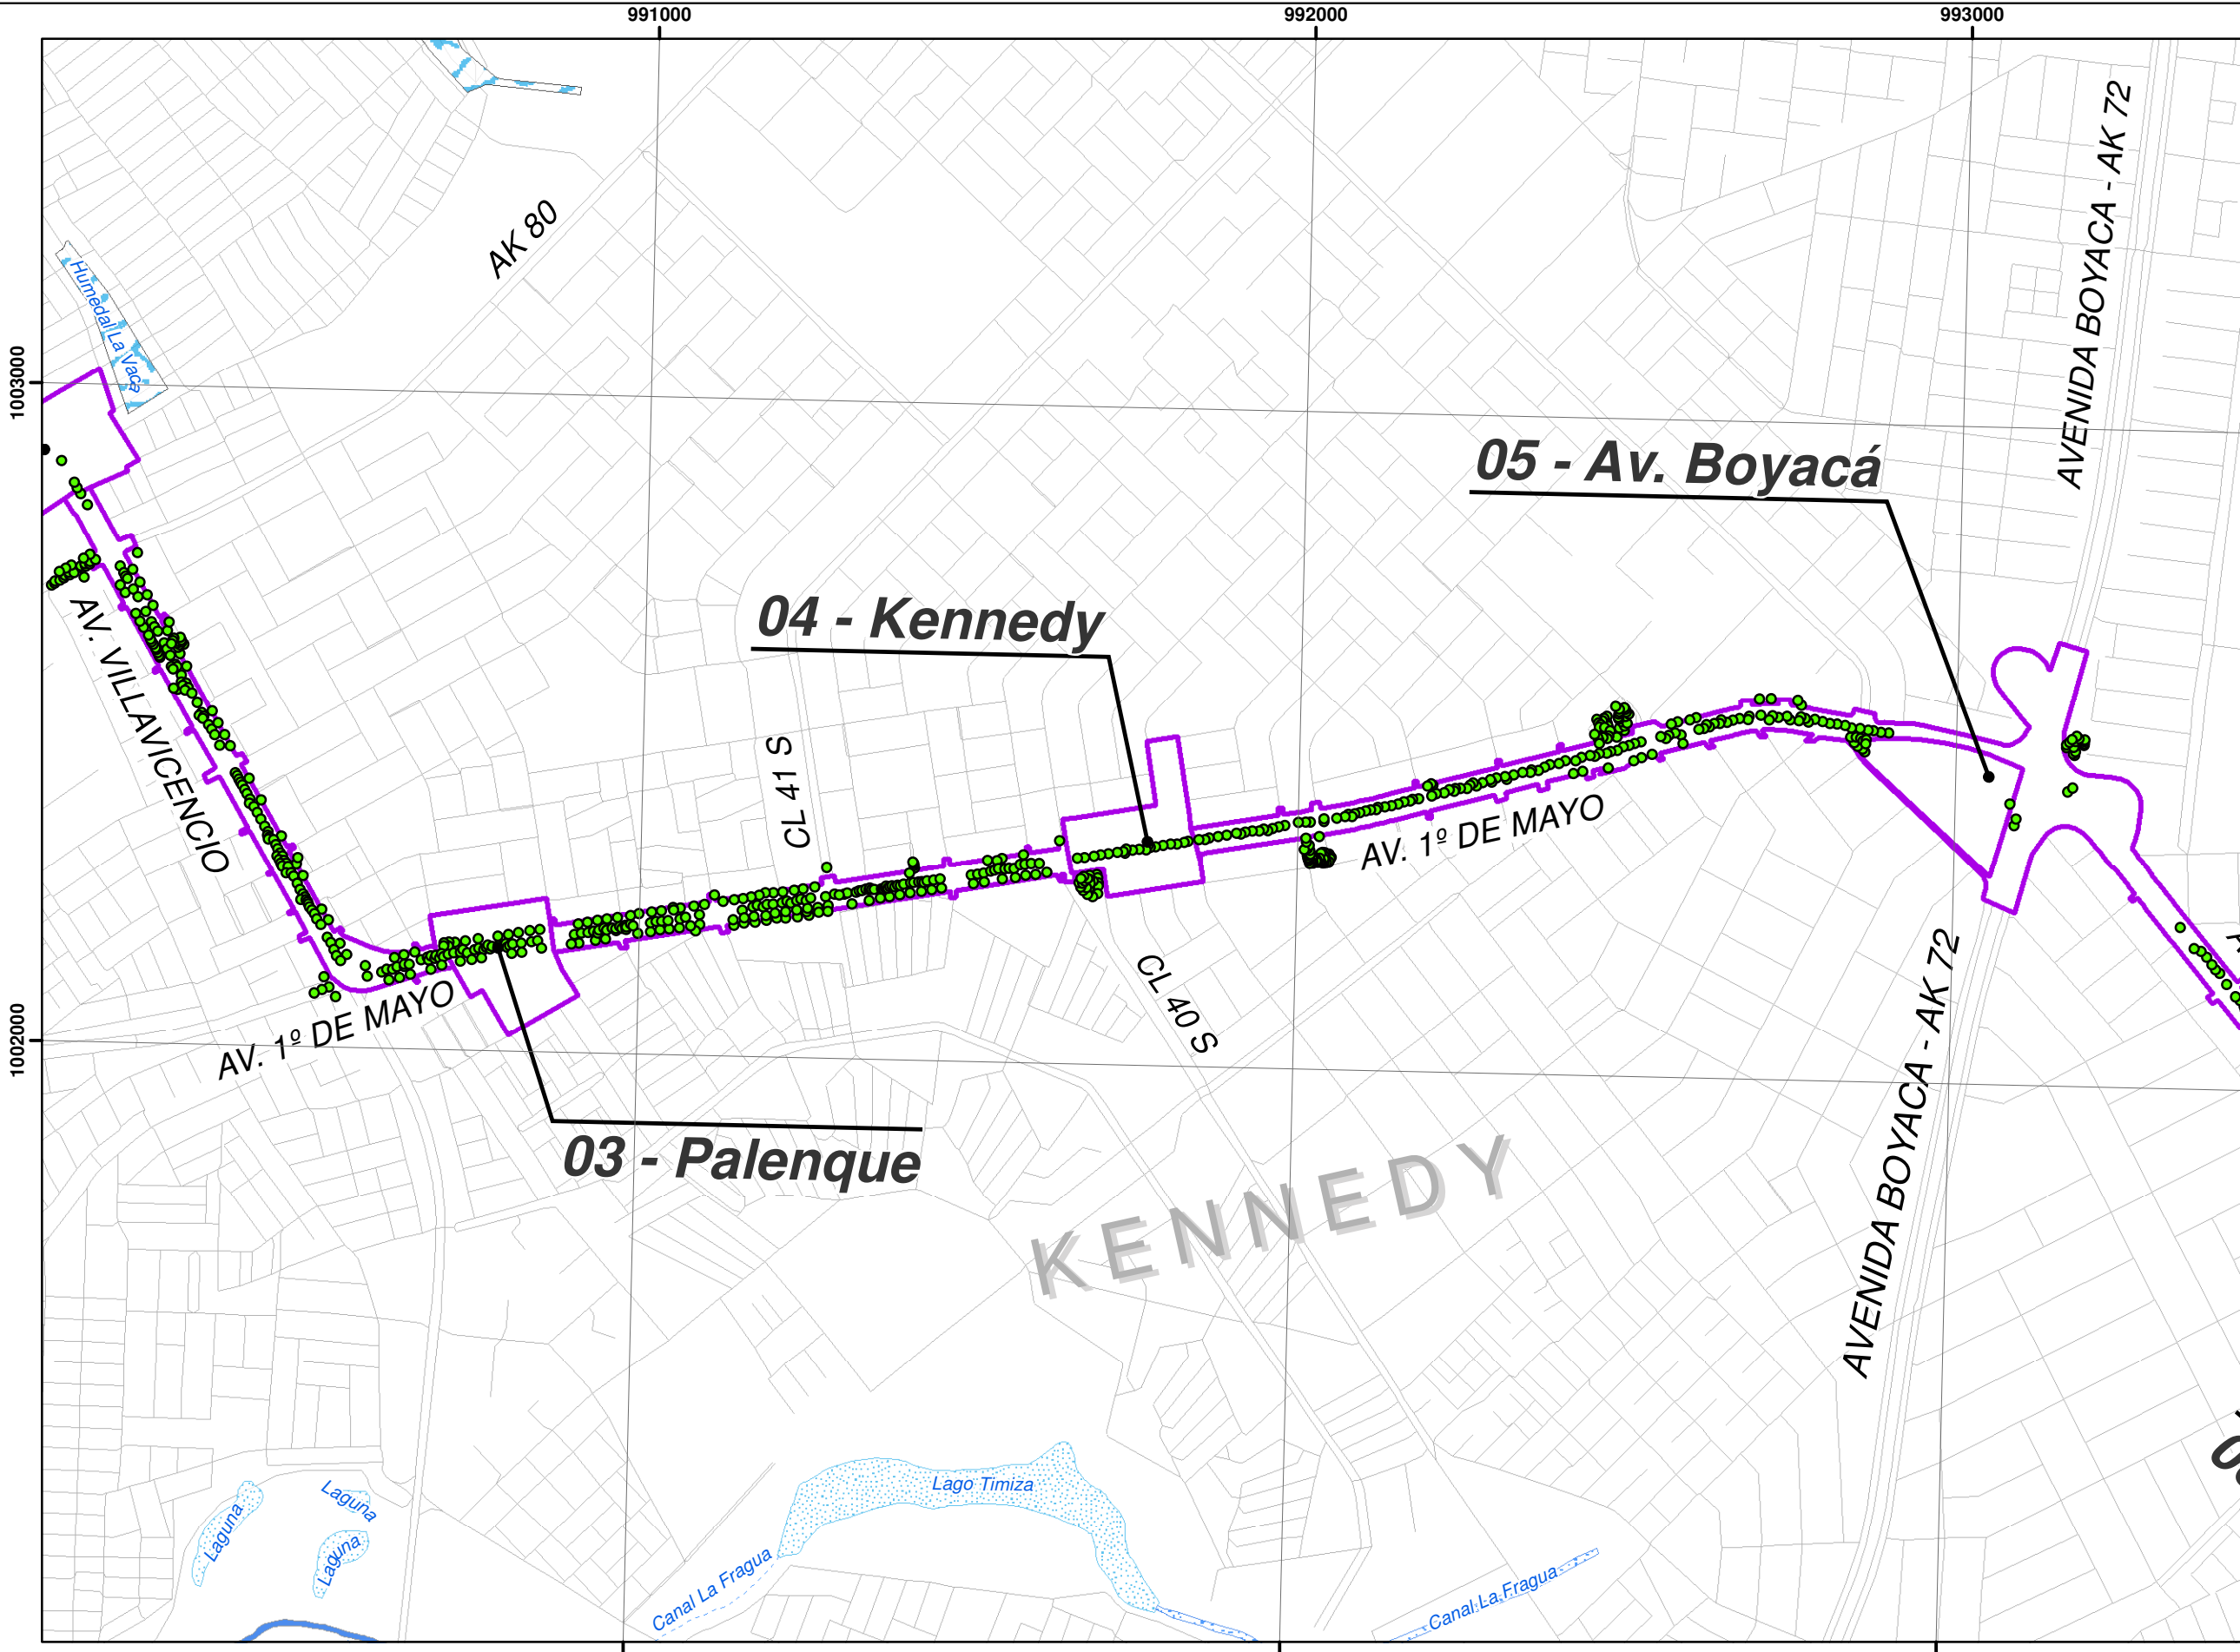 991000
992000
993000
AVENIDA BOYACA - AK 72
AK 80
Humedal La Vaca
1003000
05 - Av. Boyacá
04 - Kennedy
AV. VILLAVICENCIO
CL 41 S
AV. 1º DE MAYO
CL 40 S
AV. 1º DE MAYO
1002000
AVENIDA BOYACA - AK 72
03 - Palenque
KENNEDY
Lago Timiza
Laguna
Laguna
Laguna
Canal La Fragua
Canal La Fragua